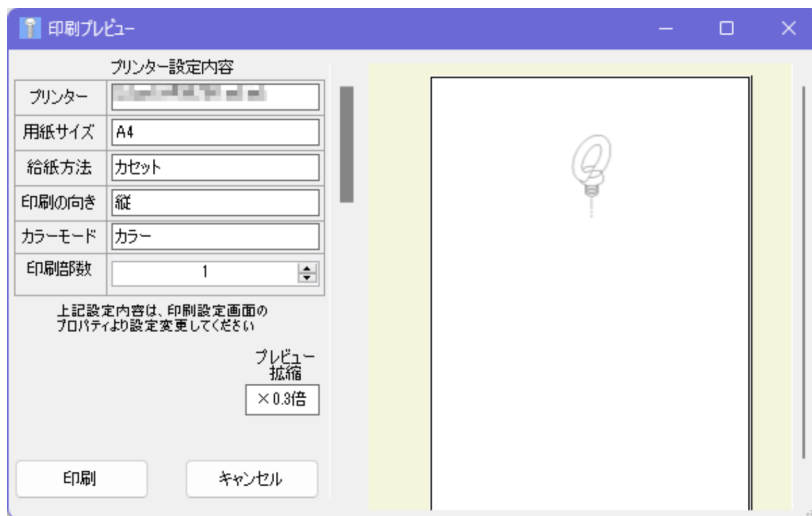 印刷プレビュー
プリンター設定内容
プリンター
用紙サイズ A4
給紙方法 カセット
印刷の向き 縦
カラーモード カラー
印刷部数 1
上記設定内容は、印刷設定画面の
プロパティより設定変更してください
プレビュー
拡縮
×0.3倍
印刷 キャンセル